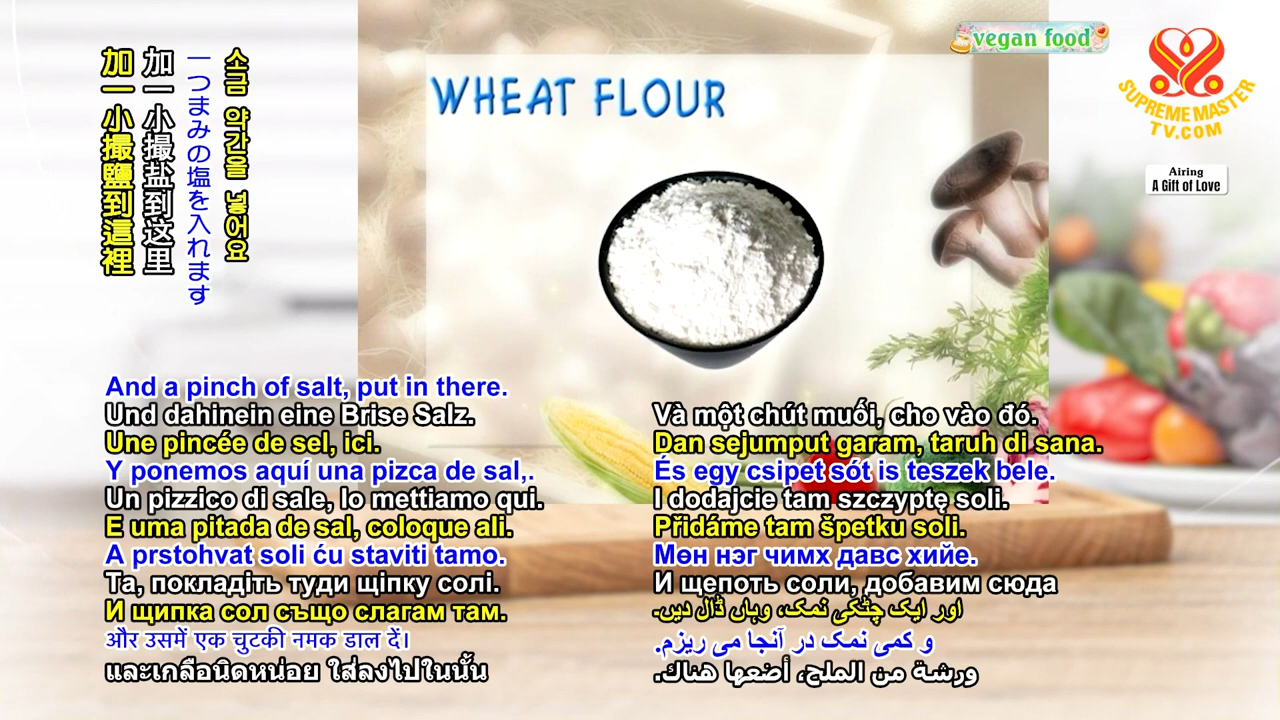 加一小撮鹽到這裡
加一小撮盐到这里
一つまみの塩を入れます
소금 약간을 넣어요
WHEAT FLOUR
vegan food
SUPREME MASTER
TV.COM
Airing
A Gift of Love
And a pinch of salt, put in there.
Und dahinein eine Brise Salz.
Une pincée de sel, ici.
Y ponemos aquí una pizca de sal,.
Un pizzico di sale, lo mettiamo qui.
E uma pitada de sal, coloque ali.
A prstohvat soli ću staviti tamo.
Та, покладіть туди щіпку солі.
И щипка сол също слагам там.
और उसमें एक चुटकी नमक डाल दें।
และเกลือนิดหน่อย ใส่ลงไปในนั้น
Và một chút muối, cho vào đó.
Dan sejumput garam, taruh di sana.
És egy csipet sót is teszek bele.
I dodajcie tam szczyptę soli.
Přidáme tam špetku soli.
Мөн нэг чимх давс хийе.
И щепоть соли, добавим сюда
اور ایک چٹکی نمک، وہاں ڈال دیں.
و کمی نمک در آنجا می ریزم.
ورشة من الملح، أضعها هناك.